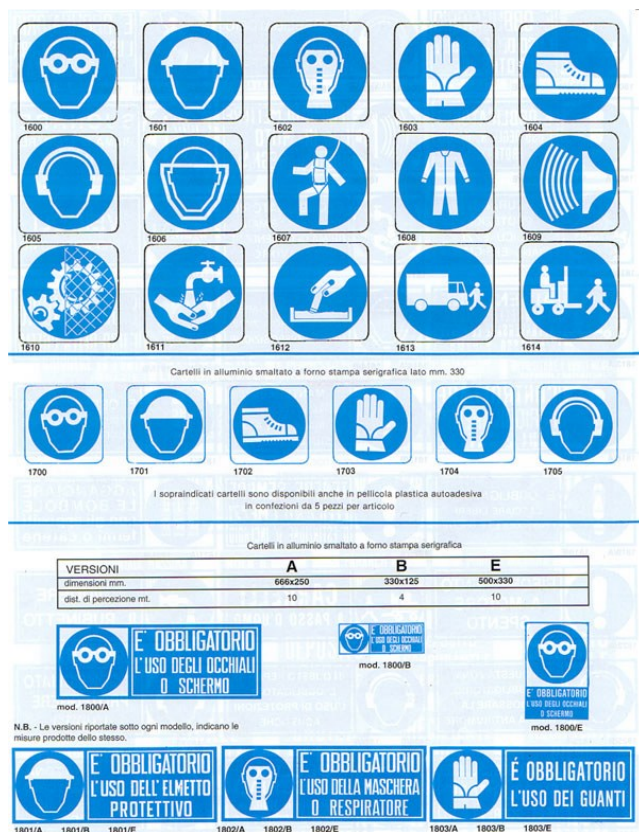 1600 1601 1602 1603 1604
1605 1606 1607 1608 1609
1610 1611 1612 1613 1614
Cartelli in alluminio smaltato a forno stampa serigrafica lato mm. 330
1700 1701 1702 1703 1704 1705
I sopraindicati cartelli sono disponibili anche in pellicola plastica autoadesiva
in confezioni da 5 pezzi per articolo
Cartelli in alluminio smaltato a forno stampa serigrafica
VERSIONI A B E
dimensioni mm. 666x250 330x125 500x330
dist. di percezione mt. 10 4 10
E' OBBLIGATORIO
L'USO DEGLI OCCHIALI
O SCHERMO
mod. 1800/A
E' OBBLIGATORIO
L'USO DEGLI OCCHIALI
O SCHERMO
mod. 1800/B
E' OBBLIGATORIO
L'USO DEGLI OCCHIALI
O SCHERMO
mod. 1800/E
N.B. - Le versioni riportate sotto ogni modello, indicano le
misure prodotte dello stesso.
E' OBBLIGATORIO
L'USO DELL'ELMETTO
PROTETTIVO
1801/A 1801/B 1801/E
E' OBBLIGATORIO
L'USO DELLA MASCHERA
O RESPIRATORE
1802/A 1802/B 1802/E
É OBBLIGATORIO
L'USO DEI GUANTI
1803/A 1803/B 1803/E